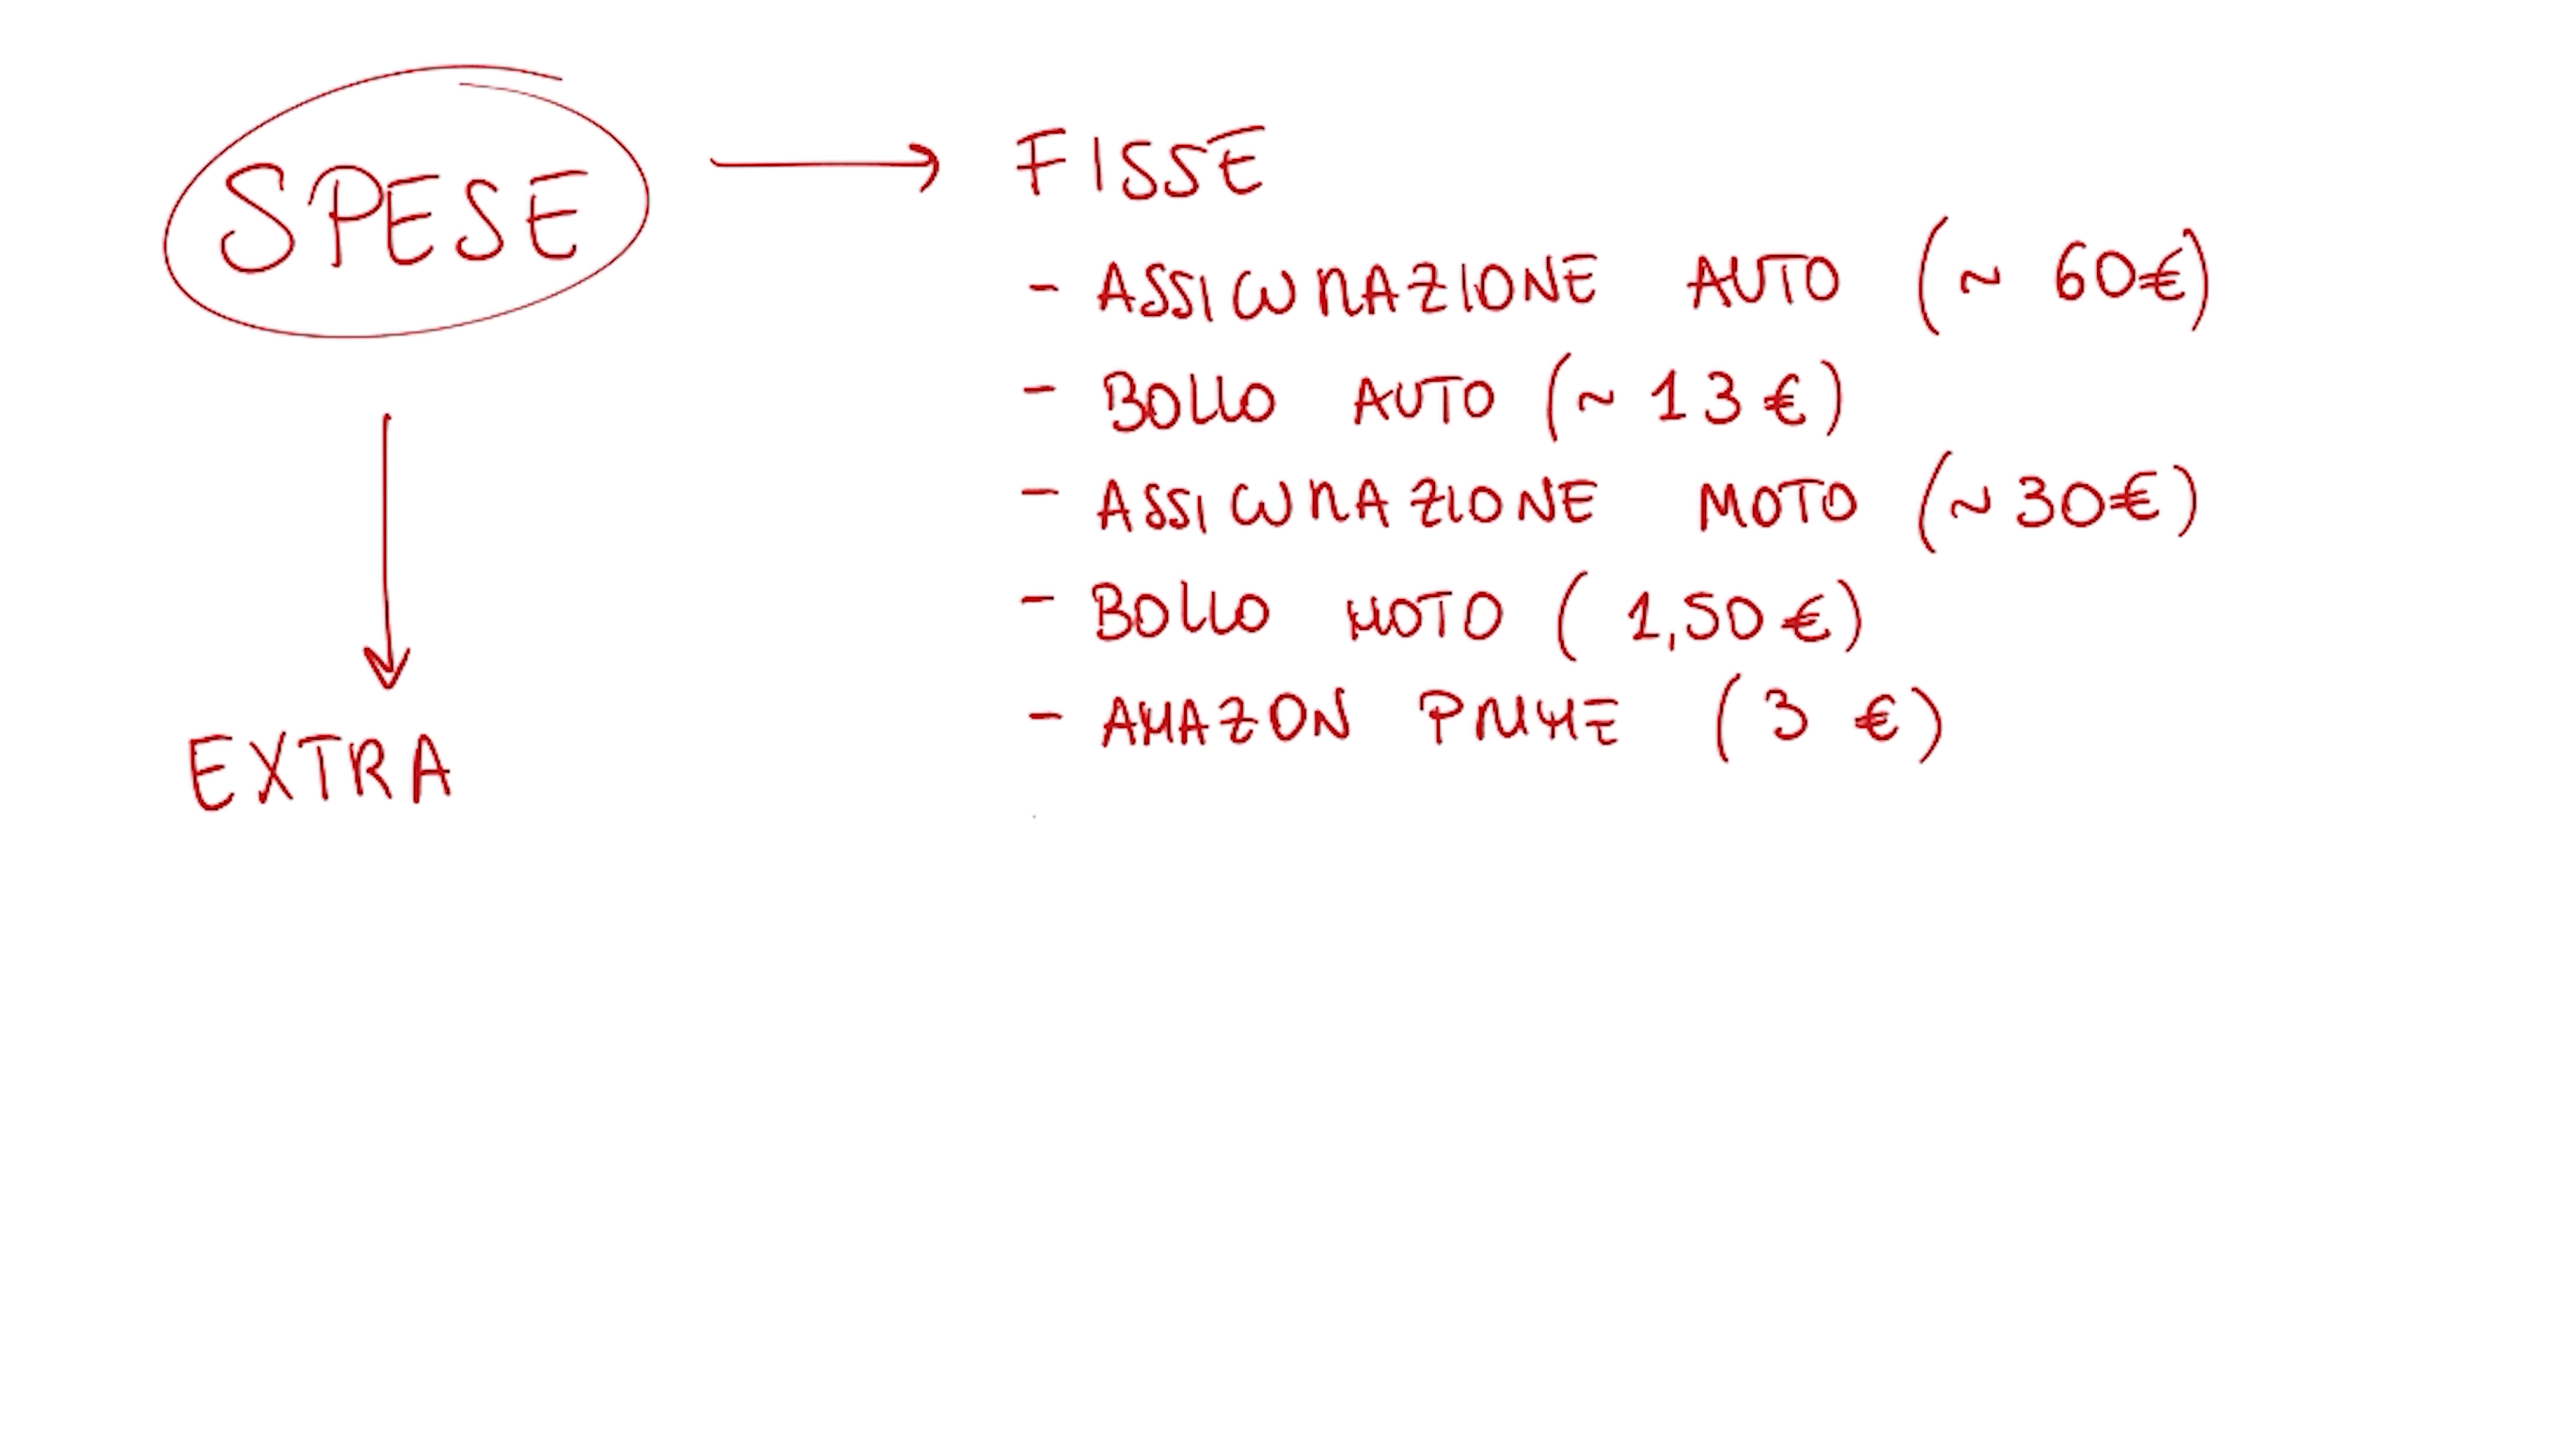 SPESE
FISSE
- ASSICURAZIONE AUTO (~ 60€)
- BOLLO AUTO (~ 13 €)
- ASSICURAZIONE MOTO (~ 30€)
- BOLLO MOTO ( 1,50 €)
- AMAZON PRIME (3 €)
EXTRA